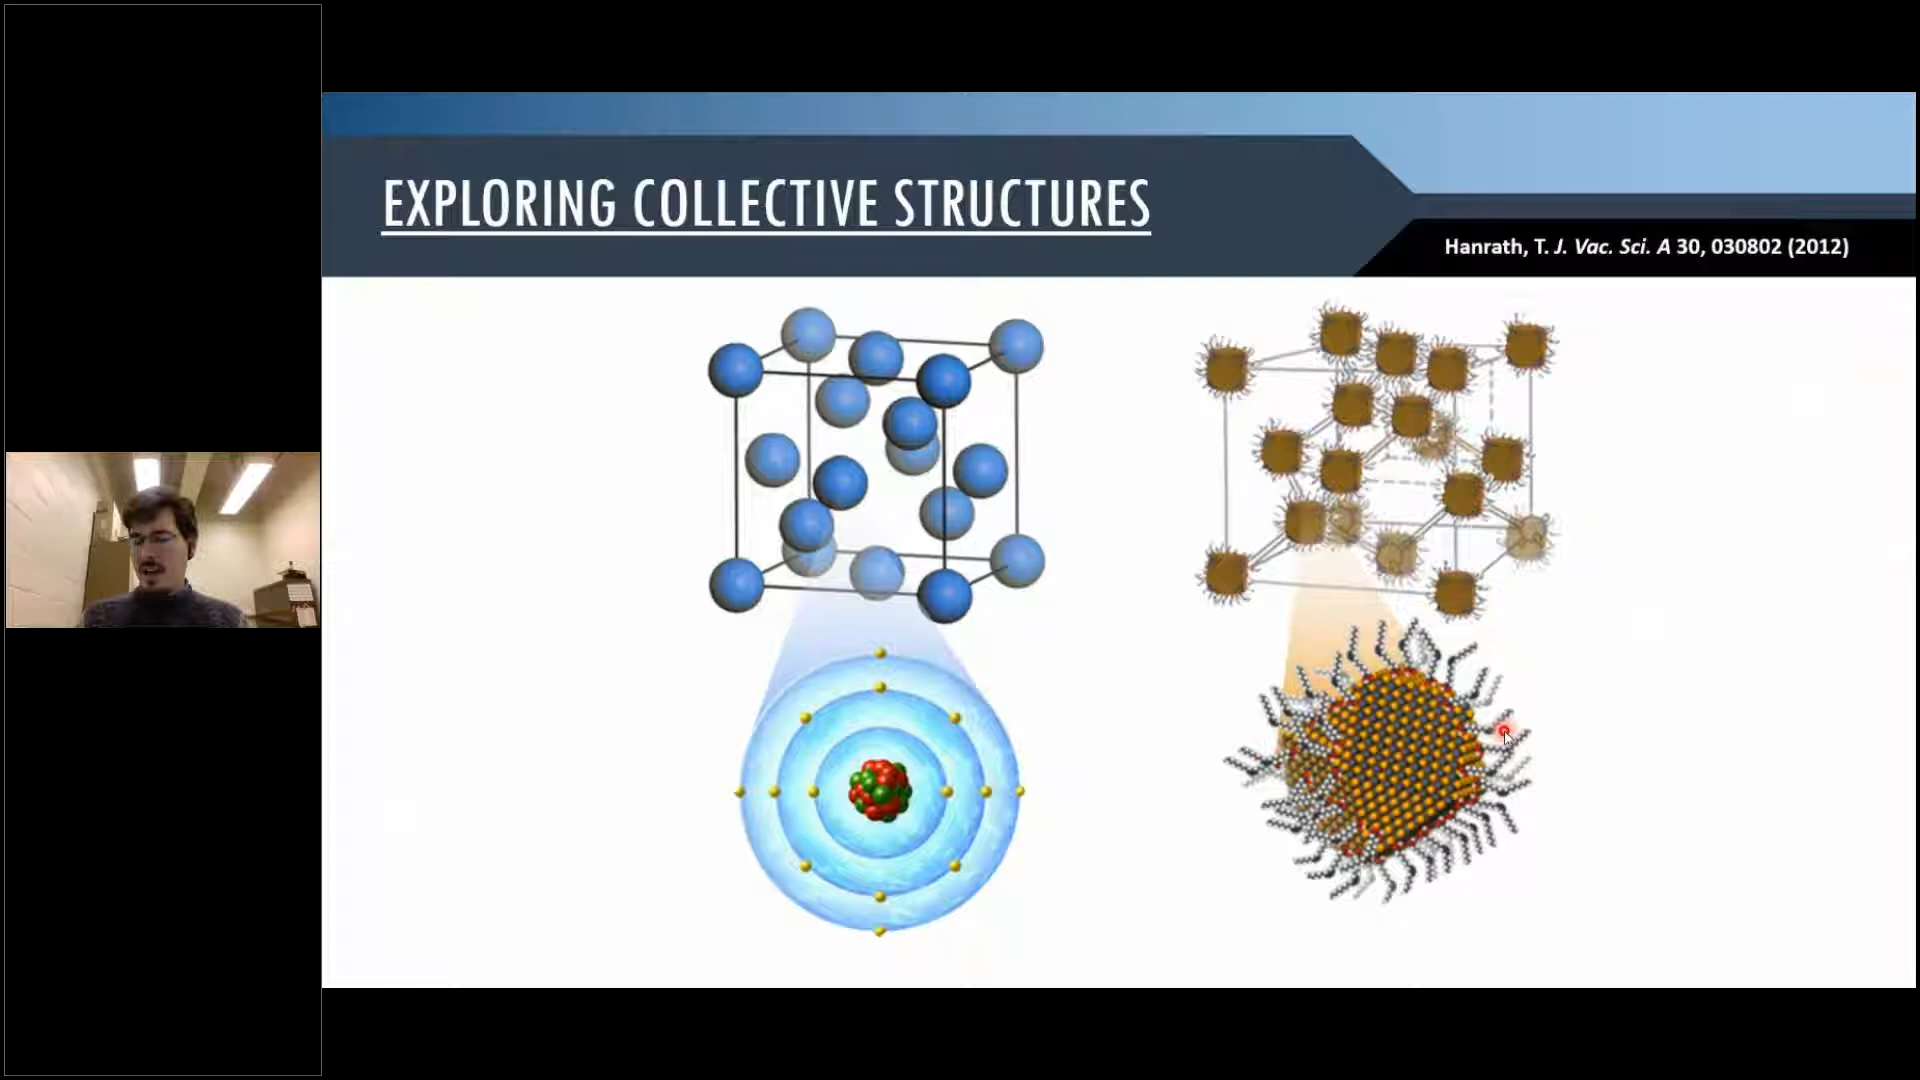 EXPLORING COLLECTIVE STRUCTURES
Hanrath, T. J. Vac. Sci. A 30, 030802 (2012)